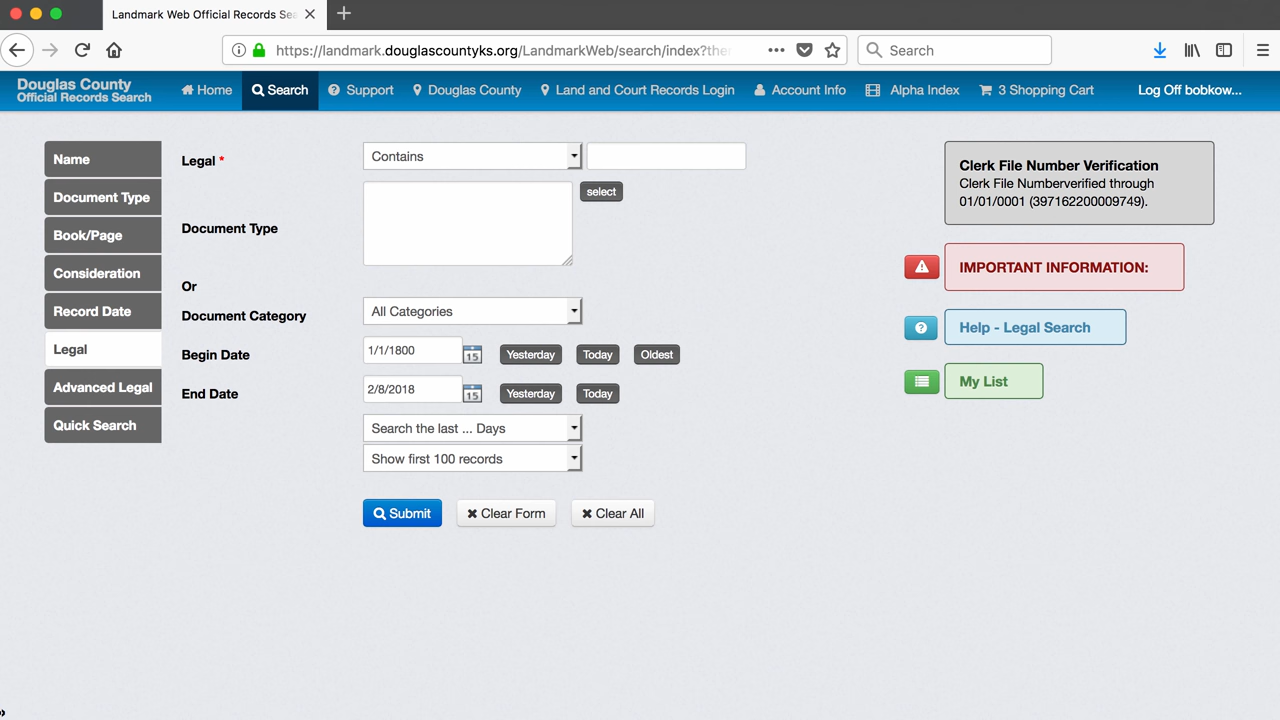 Landmark Web Official Records Sea
https://landmark.douglascountyks.org/LandmarkWeb/search/index?the
Search
Douglas County
Official Records Search
Home
Search
Support
Douglas County
Land and Court Records Login
Account Info
Alpha Index
3 Shopping Cart
Log Off bobkow...
Name
Document Type
Book/Page
Consideration
Record Date
Legal
Advanced Legal
Quick Search
Legal *
Contains
Document Type
select
Or
Document Category
All Categories
Begin Date
1/1/1800
15
Yesterday
Today
Oldest
End Date
2/8/2018
15
Yesterday
Today
Search the last ... Days
Show first 100 records
Submit
Clear Form
Clear All
Clerk File Number Verification
Clerk File Numberverified through
01/01/0001 (397162200009749).
IMPORTANT INFORMATION:
Help - Legal Search
My List
»